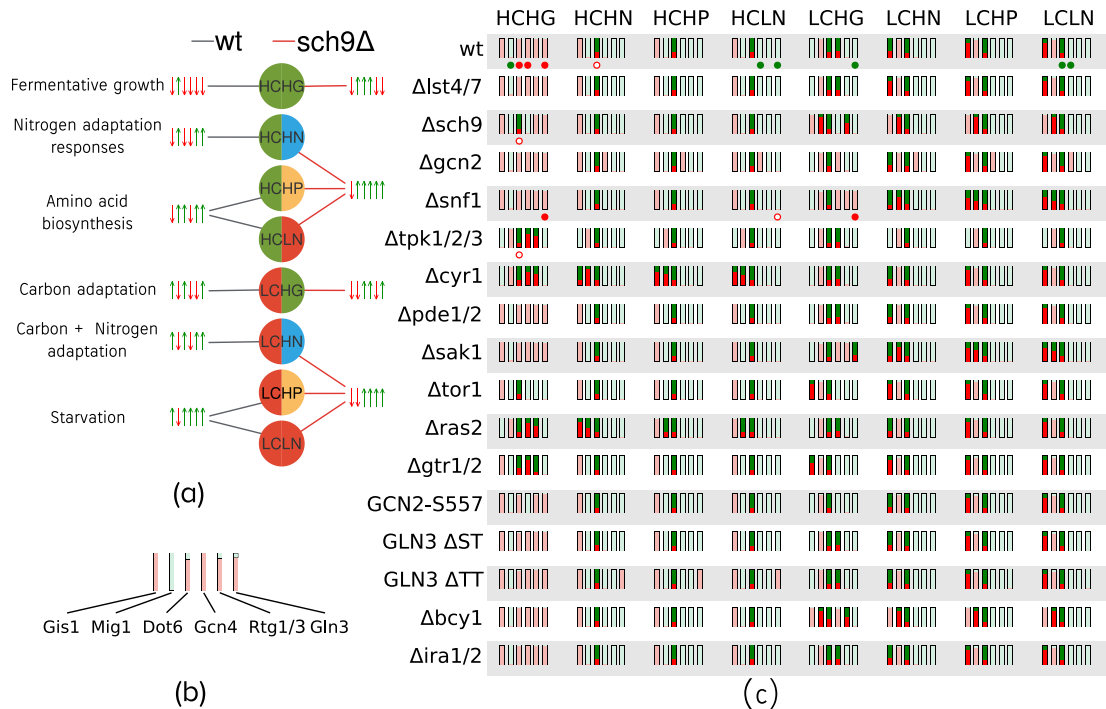 wt sch9Δ
Fermentative growth
HCHG
Nitrogen adaptation
responses
HCHN
Amino acid
biosynthesis
HCHP
HCLN
Carbon adaptation
LCHG
Carbon + Nitrogen
adaptation
LCHN
Starvation
LCHP
LCLN
(a)
Gis1 Mig1 Dot6 Gcn4 Rtg1/3 Gln3
(b)
HCHG HCHN HCHP HCLN LCHG LCHN LCHP LCLN
wt
Δlst4/7
Δsch9
Δgcn2
Δsnf1
Δtpk1/2/3
Δcyr1
Δpde1/2
Δsak1
Δtor1
Δras2
Δgtr1/2
GCN2-S557
GLN3 ΔST
GLN3 ΔTT
Δbcy1
Δira1/2
(c)